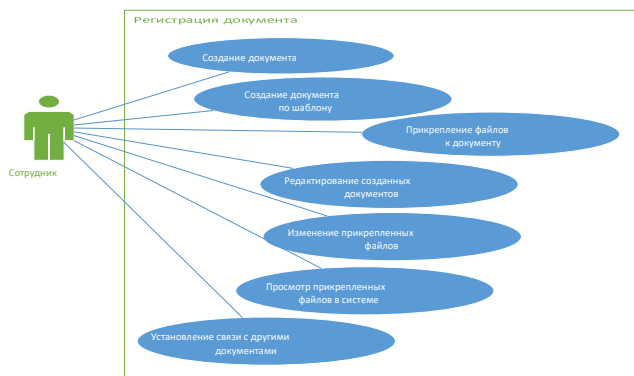 Регистрация документа
Создание документа
Создание документа
по шаблону
Прикрепление файлов
к документу
Сотрудник
Редактирование созданных
документов
Изменение прикрепленных
файлов
Просмотр прикрепленных
файлов в системе
Установление связи с другими
документами